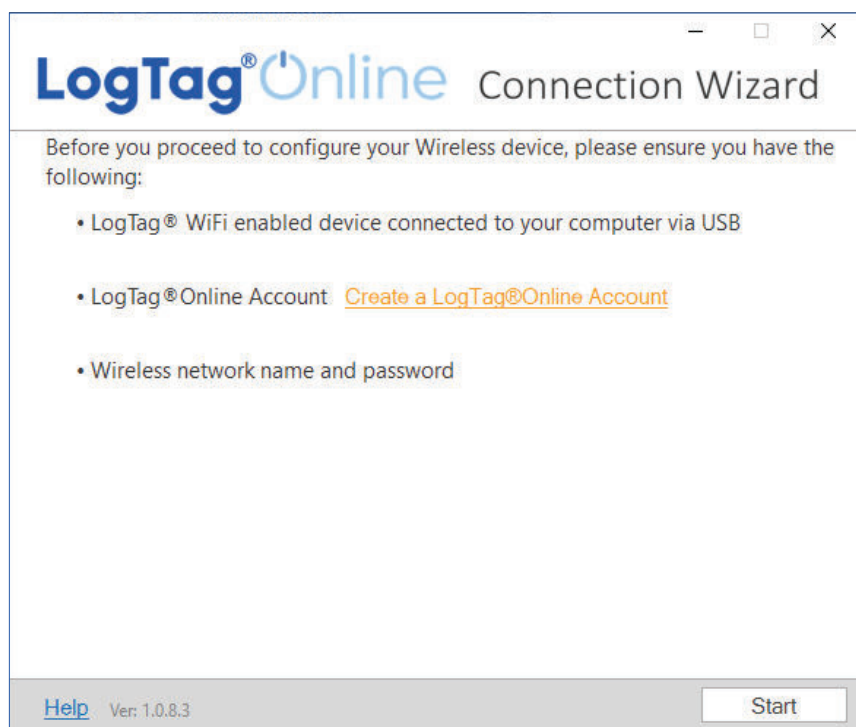 LogTag®Online Connection Wizard
Before you proceed to configure your Wireless device, please ensure you have the
following:
• LogTag® WiFi enabled device connected to your computer via USB
• LogTag®Online Account Create a LogTag®Online Account
• Wireless network name and password
Help Ver: 1.0.8.3 Start